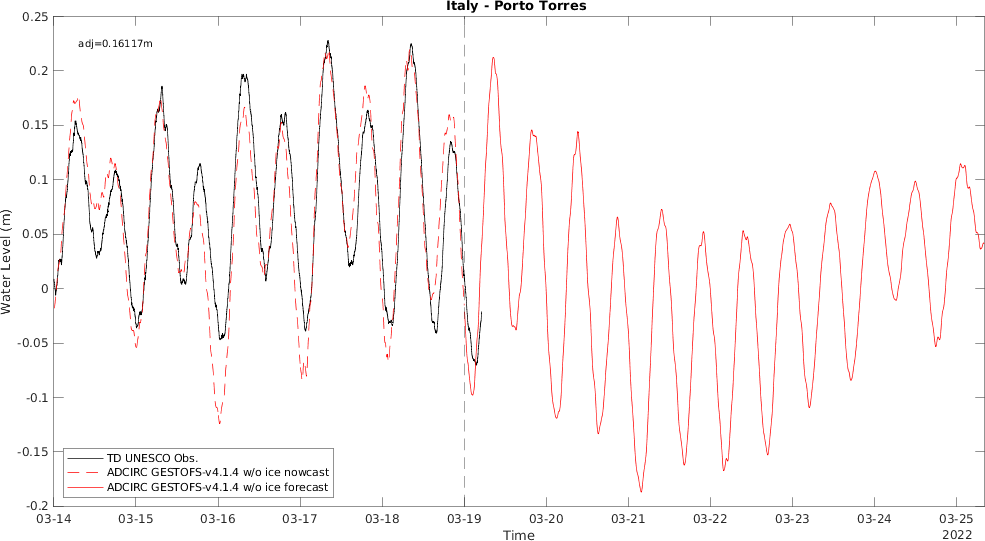 Italy - Porto Torres
0.25
adj=0.16117m
0.2
0.15
0.1
0.05
0
-0.05
-0.1
-0.15
-0.2
Water Level (m)
TD UNESCO Obs.
ADCIRC GESTOFS-v4.1.4 w/o ice nowcast
ADCIRC GESTOFS-v4.1.4 w/o ice forecast
03-14 03-15 03-16 03-17 03-18 03-19 03-20 03-21 03-22 03-23 03-24 03-25
Time
2022